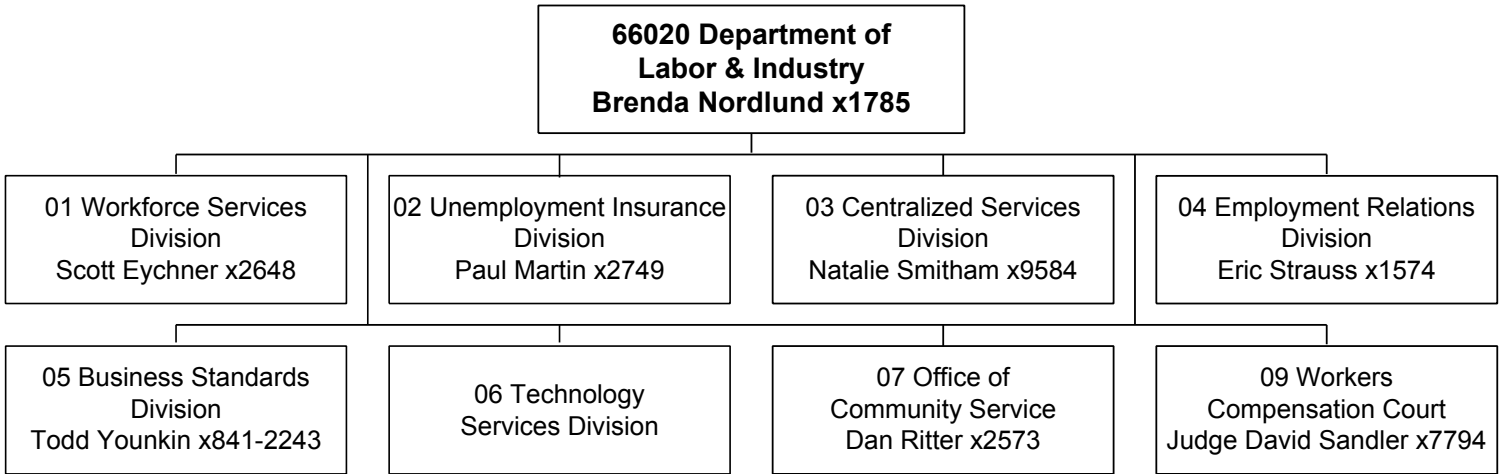 66020 Department of
Labor & Industry
Brenda Nordlund x1785
01 Workforce Services
Division
Scott Eychner x2648
02 Unemployment Insurance
Division
Paul Martin x2749
03 Centralized Services
Division
Natalie Smitham x9584
04 Employment Relations
Division
Eric Strauss x1574
05 Business Standards
Division
Todd Younkin x841-2243
06 Technology
Services Division
07 Office of
Community Service
Dan Ritter x2573
09 Workers
Compensation Court
Judge David Sandler x7794